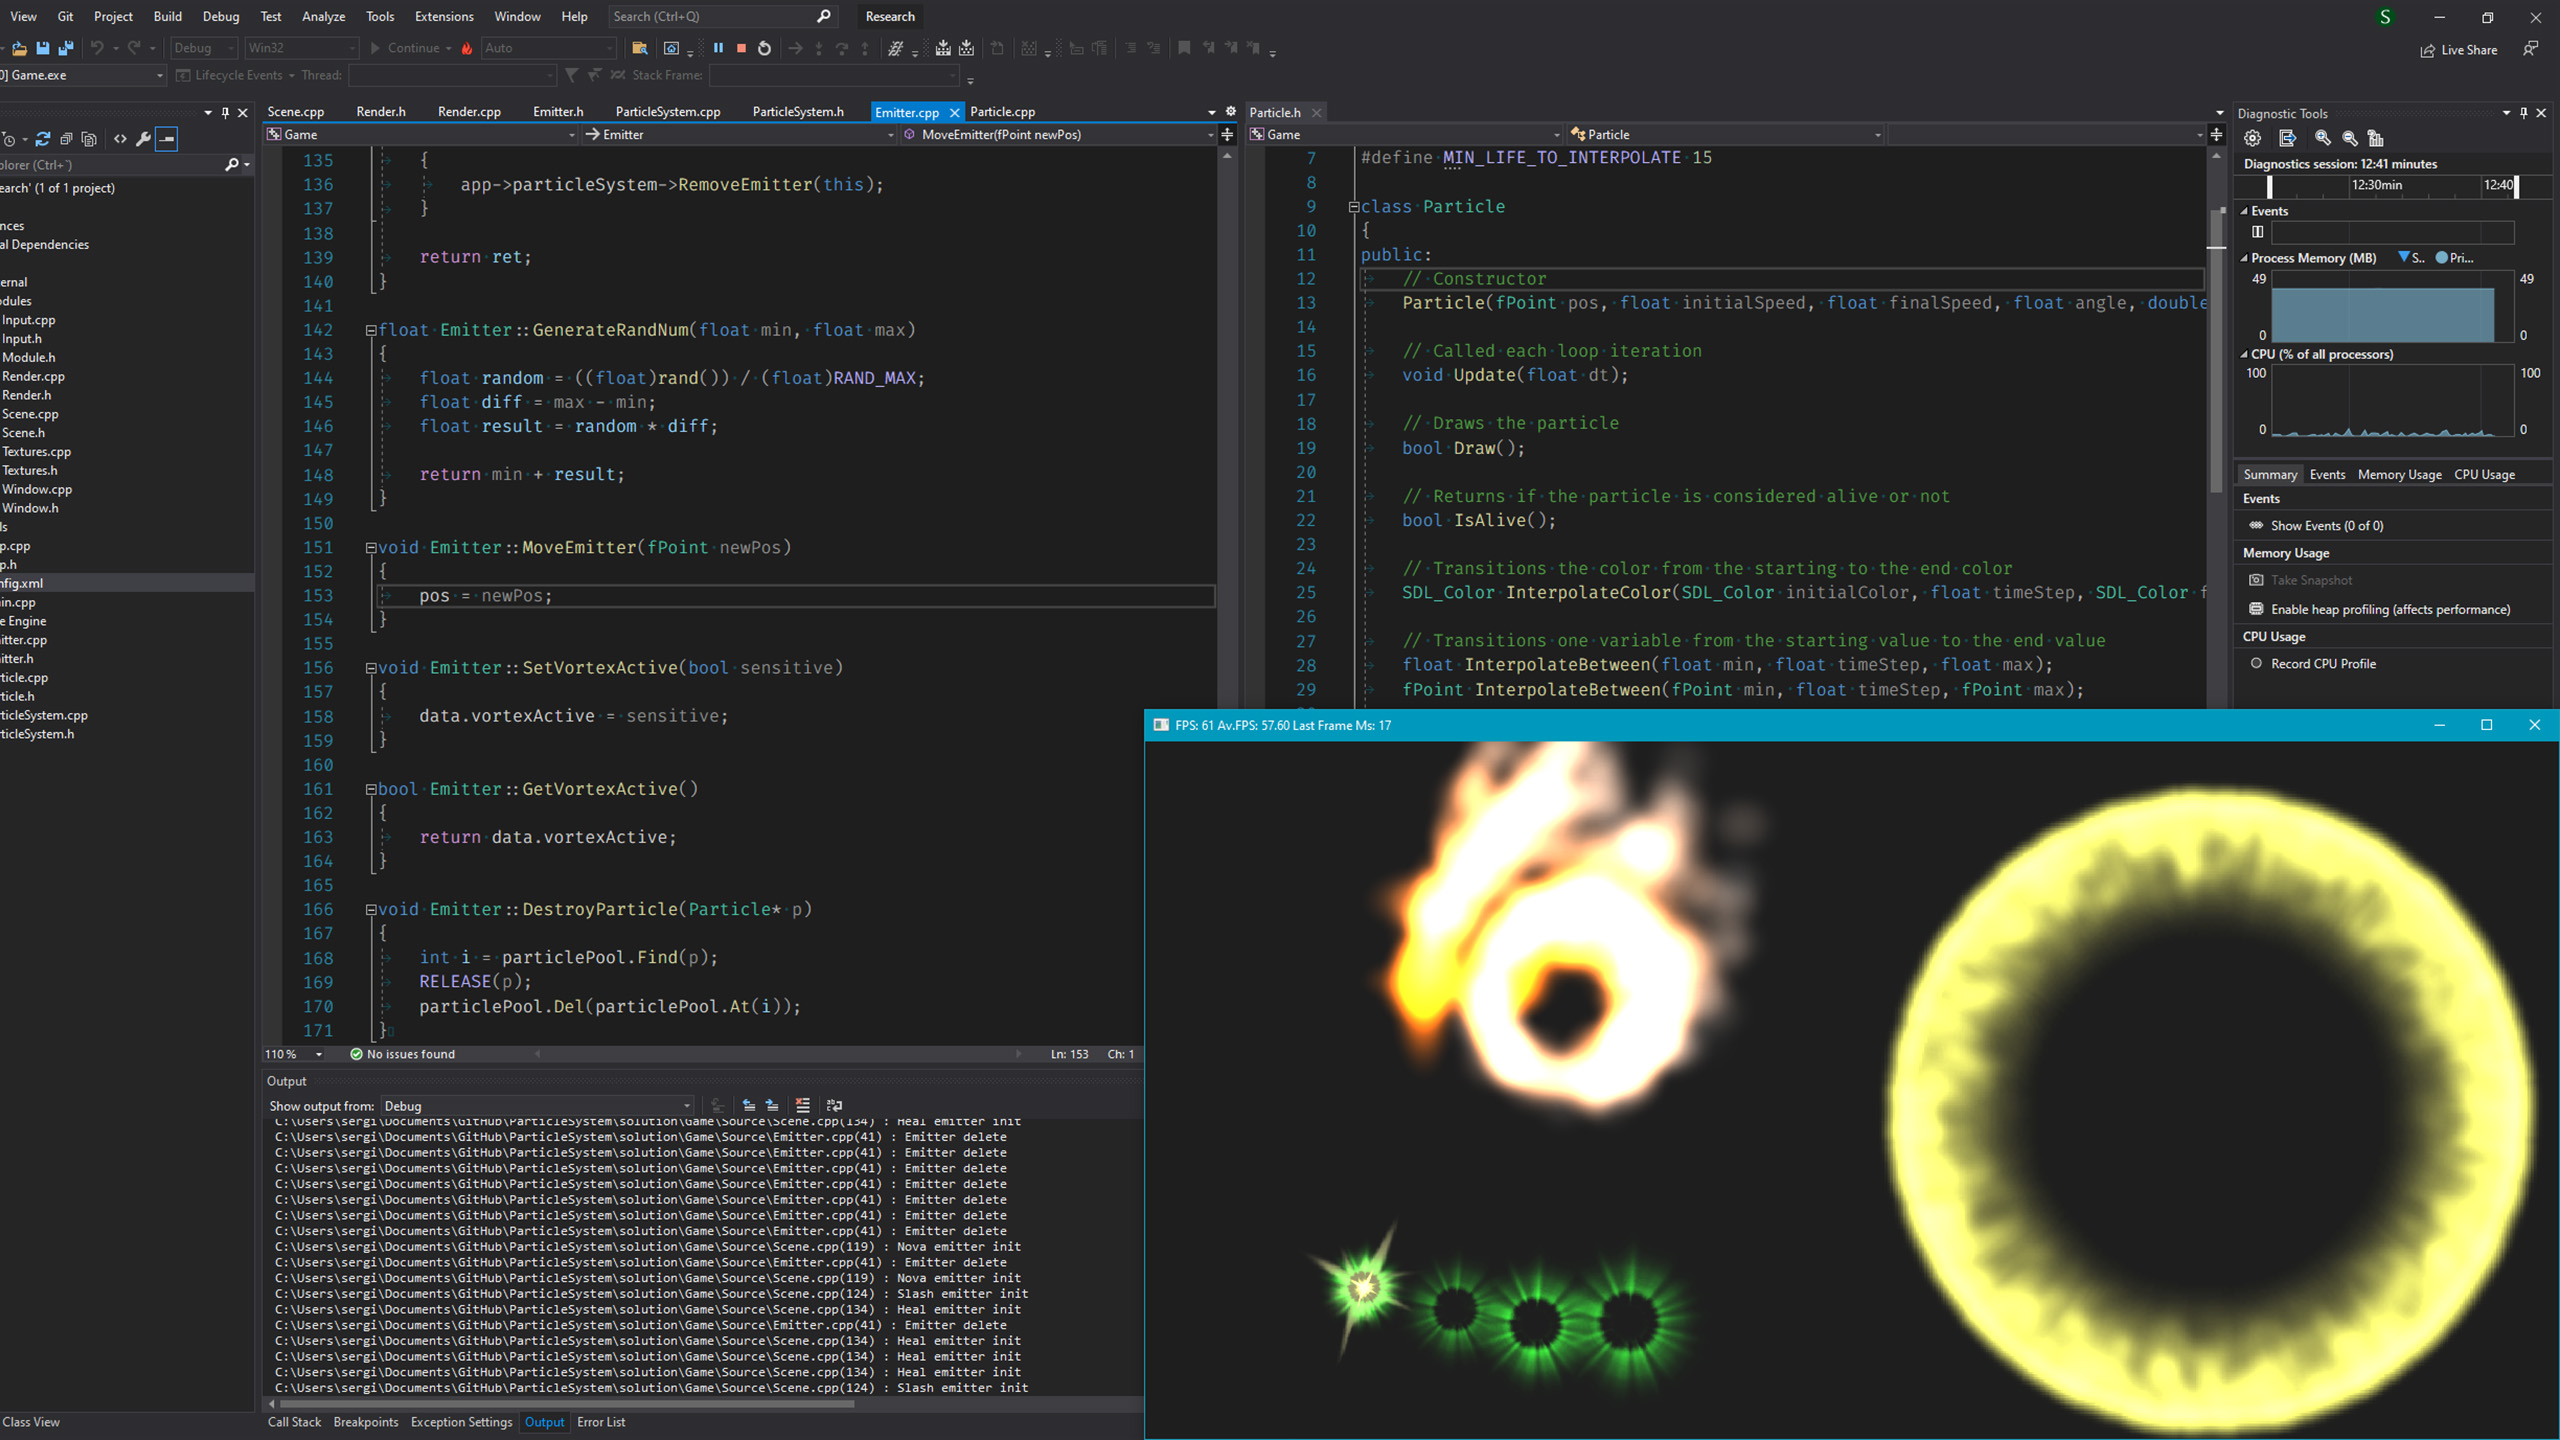 View Git Project Build Debug Test Analyze Tools Extensions Window Help Search (Ctrl+Q) Research S
Debug Win32 Continue Auto Live Share
0] Game.exe Lifecycle Events Thread: Stack Frame:
Scene.cpp Render.h Render.cpp Emitter.h ParticleSystem.cpp ParticleSystem.h Emitter.cpp Particle.cpp
Game Emitter MoveEmitter(fPoint newPos)
plorer (Ctrl+¨)
earch' (1 of 1 project)
nces
al Dependencies
ernal
odules
Input.cpp
Input.h
Module.h
Render.cpp
Render.h
Scene.cpp
Scene.h
Textures.cpp
Textures.h
Window.cpp
Window.h
ls
p.cpp
p.h
nfig.xml
ain.cpp
e Engine
itter.cpp
itter.h
rticle.cpp
rticle.h
rticleSystem.cpp
rticleSystem.h
Class View
135 {
136 app->particleSystem->RemoveEmitter(this);
137 }
138
139 return ret;
140 }
141
142 float Emitter::GenerateRandNum(float min, float max)
143 {
144 float random = ((float)rand()) / (float)RAND_MAX;
145 float diff = max - min;
146 float result = random * diff;
147
148 return min + result;
149 }
150
151 void Emitter::MoveEmitter(fPoint newPos)
152 {
153 pos = newPos;
154 }
155
156 void Emitter::SetVortexActive(bool sensitive)
157 {
158 data.vortexActive = sensitive;
159 }
160
161 bool Emitter::GetVortexActive()
162 {
163 return data.vortexActive;
164 }
165
166 void Emitter::DestroyParticle(Particle* p)
167 {
168 int i = particlePool.Find(p);
169 RELEASE(p);
170 particlePool.Del(particlePool.At(i));
171 }
110 % No issues found Ln: 153 Ch: 1
Particle.h
Game Particle
7 #define MIN_LIFE_TO_INTERPOLATE 15
8
9 class Particle
10 {
11 public:
12 // Constructor
13 Particle(fPoint pos, float initialSpeed, float finalSpeed, float angle, double
14
15 // Called each loop iteration
16 void Update(float dt);
17
18 // Draws the particle
19 bool Draw();
20
21 // Returns if the particle is considered alive or not
22 bool IsAlive();
23
24 // Transitions the color from the starting to the end color
25 SDL_Color InterpolateColor(SDL_Color initialColor, float timeStep, SDL_Color f
26
27 // Transitions one variable from the starting value to the end value
28 float InterpolateBetween(float min, float timeStep, float max);
29 fPoint InterpolateBetween(fPoint min, float timeStep, fPoint max);
Diagnostic Tools
Diagnostics session: 12:41 minutes
12:30min 12:40
Events
Process Memory (MB) S.. Pri...
49 49
0 0
CPU (% of all processors)
100 100
0 0
Summary Events Memory Usage CPU Usage
Events
Show Events (0 of 0)
Memory Usage
Take Snapshot
Enable heap profiling (affects performance)
CPU Usage
Record CPU Profile
Output
Show output from: Debug
C:\Users\sergi\Documents\GitHub\ParticleSystem\solution\Game\Source\Scene.cpp(134) : Heal emitter init
C:\Users\sergi\Documents\GitHub\ParticleSystem\solution\Game\Source\Emitter.cpp(41) : Emitter delete
C:\Users\sergi\Documents\GitHub\ParticleSystem\solution\Game\Source\Emitter.cpp(41) : Emitter delete
C:\Users\sergi\Documents\GitHub\ParticleSystem\solution\Game\Source\Emitter.cpp(41) : Emitter delete
C:\Users\sergi\Documents\GitHub\ParticleSystem\solution\Game\Source\Emitter.cpp(41) : Emitter delete
C:\Users\sergi\Documents\GitHub\ParticleSystem\solution\Game\Source\Emitter.cpp(41) : Emitter delete
C:\Users\sergi\Documents\GitHub\ParticleSystem\solution\Game\Source\Emitter.cpp(41) : Emitter delete
C:\Users\sergi\Documents\GitHub\ParticleSystem\solution\Game\Source\Emitter.cpp(41) : Emitter delete
C:\Users\sergi\Documents\GitHub\ParticleSystem\solution\Game\Source\Scene.cpp(119) : Nova emitter init
C:\Users\sergi\Documents\GitHub\ParticleSystem\solution\Game\Source\Emitter.cpp(41) : Emitter delete
C:\Users\sergi\Documents\GitHub\ParticleSystem\solution\Game\Source\Scene.cpp(119) : Nova emitter init
C:\Users\sergi\Documents\GitHub\ParticleSystem\solution\Game\Source\Scene.cpp(124) : Slash emitter init
C:\Users\sergi\Documents\GitHub\ParticleSystem\solution\Game\Source\Scene.cpp(134) : Heal emitter init
C:\Users\sergi\Documents\GitHub\ParticleSystem\solution\Game\Source\Emitter.cpp(41) : Emitter delete
C:\Users\sergi\Documents\GitHub\ParticleSystem\solution\Game\Source\Scene.cpp(134) : Heal emitter init
C:\Users\sergi\Documents\GitHub\ParticleSystem\solution\Game\Source\Scene.cpp(134) : Heal emitter init
C:\Users\sergi\Documents\GitHub\ParticleSystem\solution\Game\Source\Scene.cpp(134) : Heal emitter init
C:\Users\sergi\Documents\GitHub\ParticleSystem\solution\Game\Source\Scene.cpp(124) : Slash emitter init
Call Stack Breakpoints Exception Settings Output Error List
FPS: 61 Av.FPS: 57.60 Last Frame Ms: 17